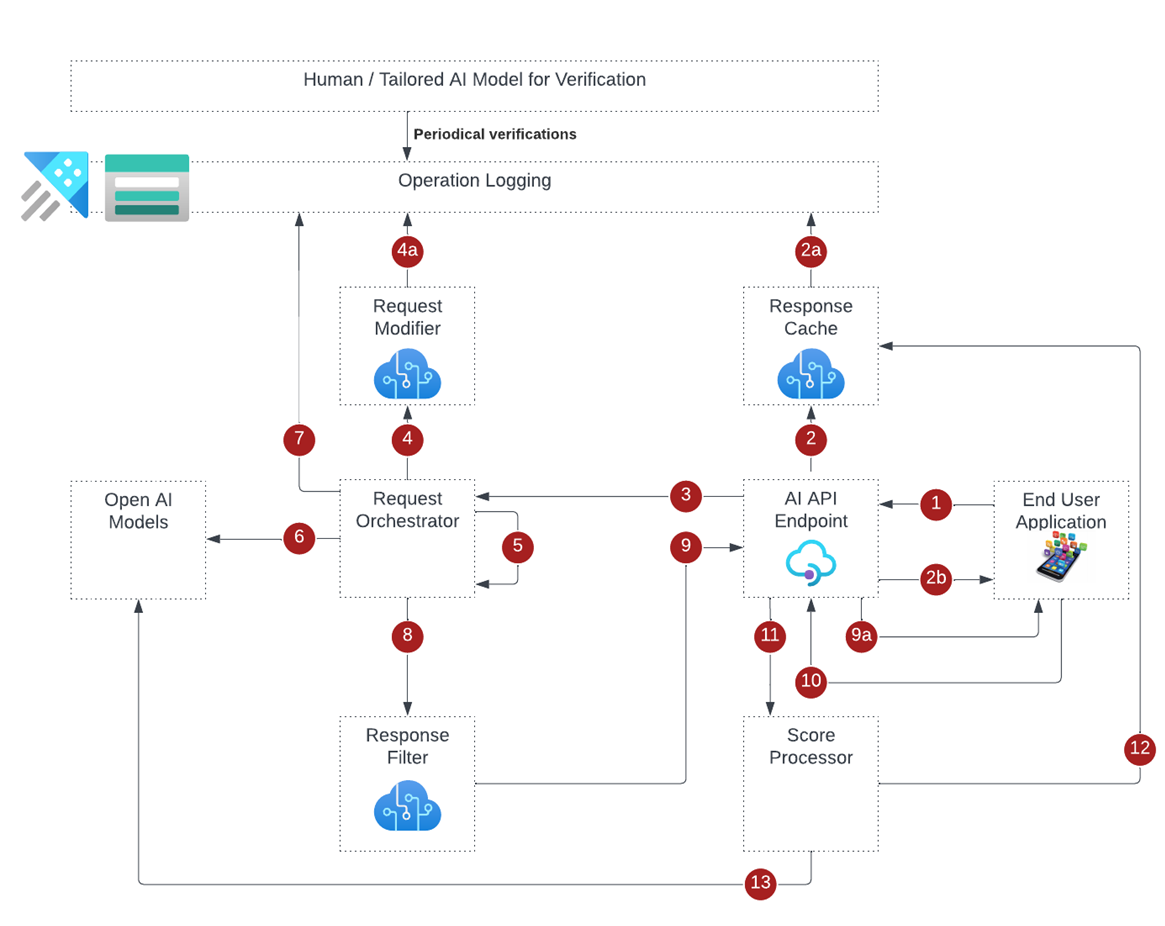 Human / Tailored AI Model for Verification
Periodical verifications
Operation Logging
4a
2a
Request
Modifier
Response
Cache
7
4
2
Open AI
Models
Request
Orchestrator
3
AI API
Endpoint
1
End User
Application
6
5
9
2b
8
11
9a
10
Response
Filter
Score
Processor
12
13